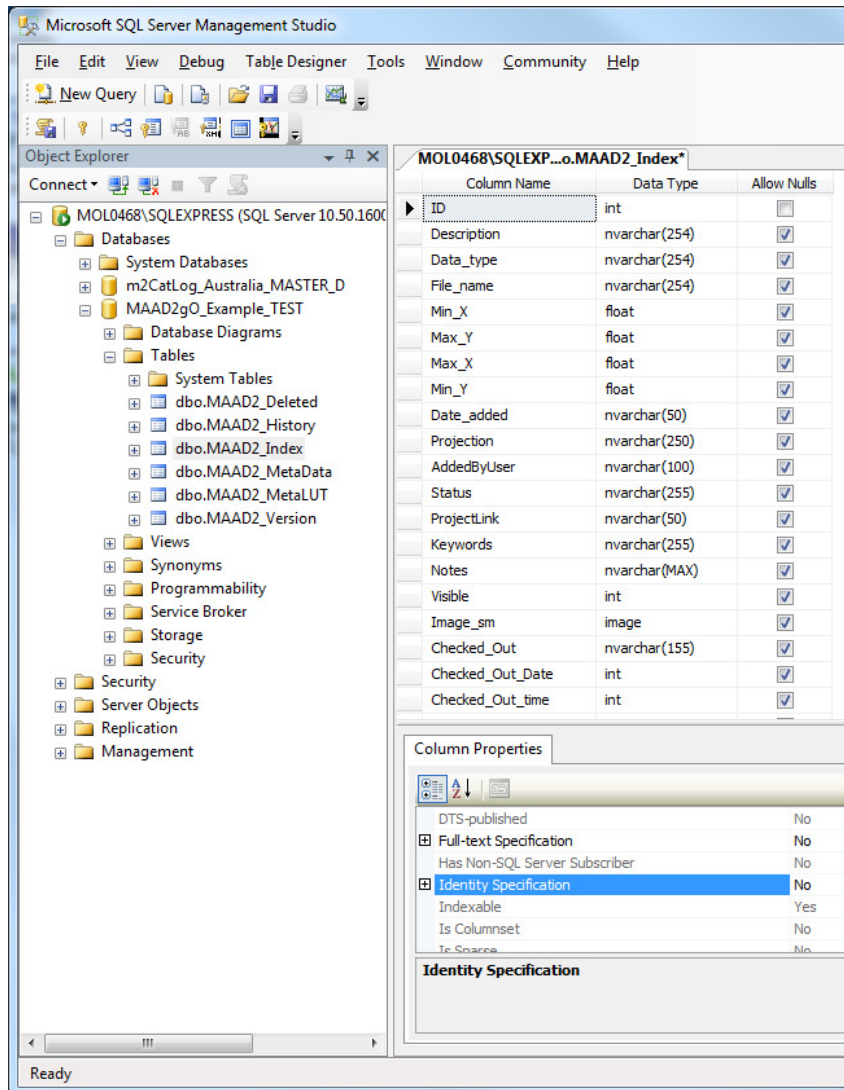 Microsoft SQL Server Management Studio
File Edit View Debug Table Designer Tools Window Community Help
New Query
Object Explorer
Connect
MOL0468\SQLEXPRESS (SQL Server 10.50.1600
Databases
System Databases
m2CatLog_Australia_MASTER_D
MAAD2gO_Example_TEST
Database Diagrams
Tables
System Tables
dbo.MAAD2_Deleted
dbo.MAAD2_History
dbo.MAAD2_Index
dbo.MAAD2_MetaData
dbo.MAAD2_MetaLUT
dbo.MAAD2_Version
Views
Synonyms
Programmability
Service Broker
Storage
Security
Security
Server Objects
Replication
Management
MOL0468\SQLEXP...o.MAAD2_Index*
Column Name Data Type Allow Nulls
ID int
Description nvarchar(254)
Data_type nvarchar(254)
File_name nvarchar(254)
Min_X float
Max_Y float
Max_X float
Min_Y float
Date_added nvarchar(50)
Projection nvarchar(250)
AddedByUser nvarchar(100)
Status nvarchar(255)
ProjectLink nvarchar(50)
Keywords nvarchar(255)
Notes nvarchar(MAX)
Visible int
Image_sm image
Checked_Out nvarchar(155)
Checked_Out_Date int
Checked_Out_time int
Column Properties
DTS-published No
Full-text Specification No
Has Non-SQL Server Subscriber No
Identity Specification No
Indexable Yes
Is Columnset No
Is Sparse No
Identity Specification
Ready